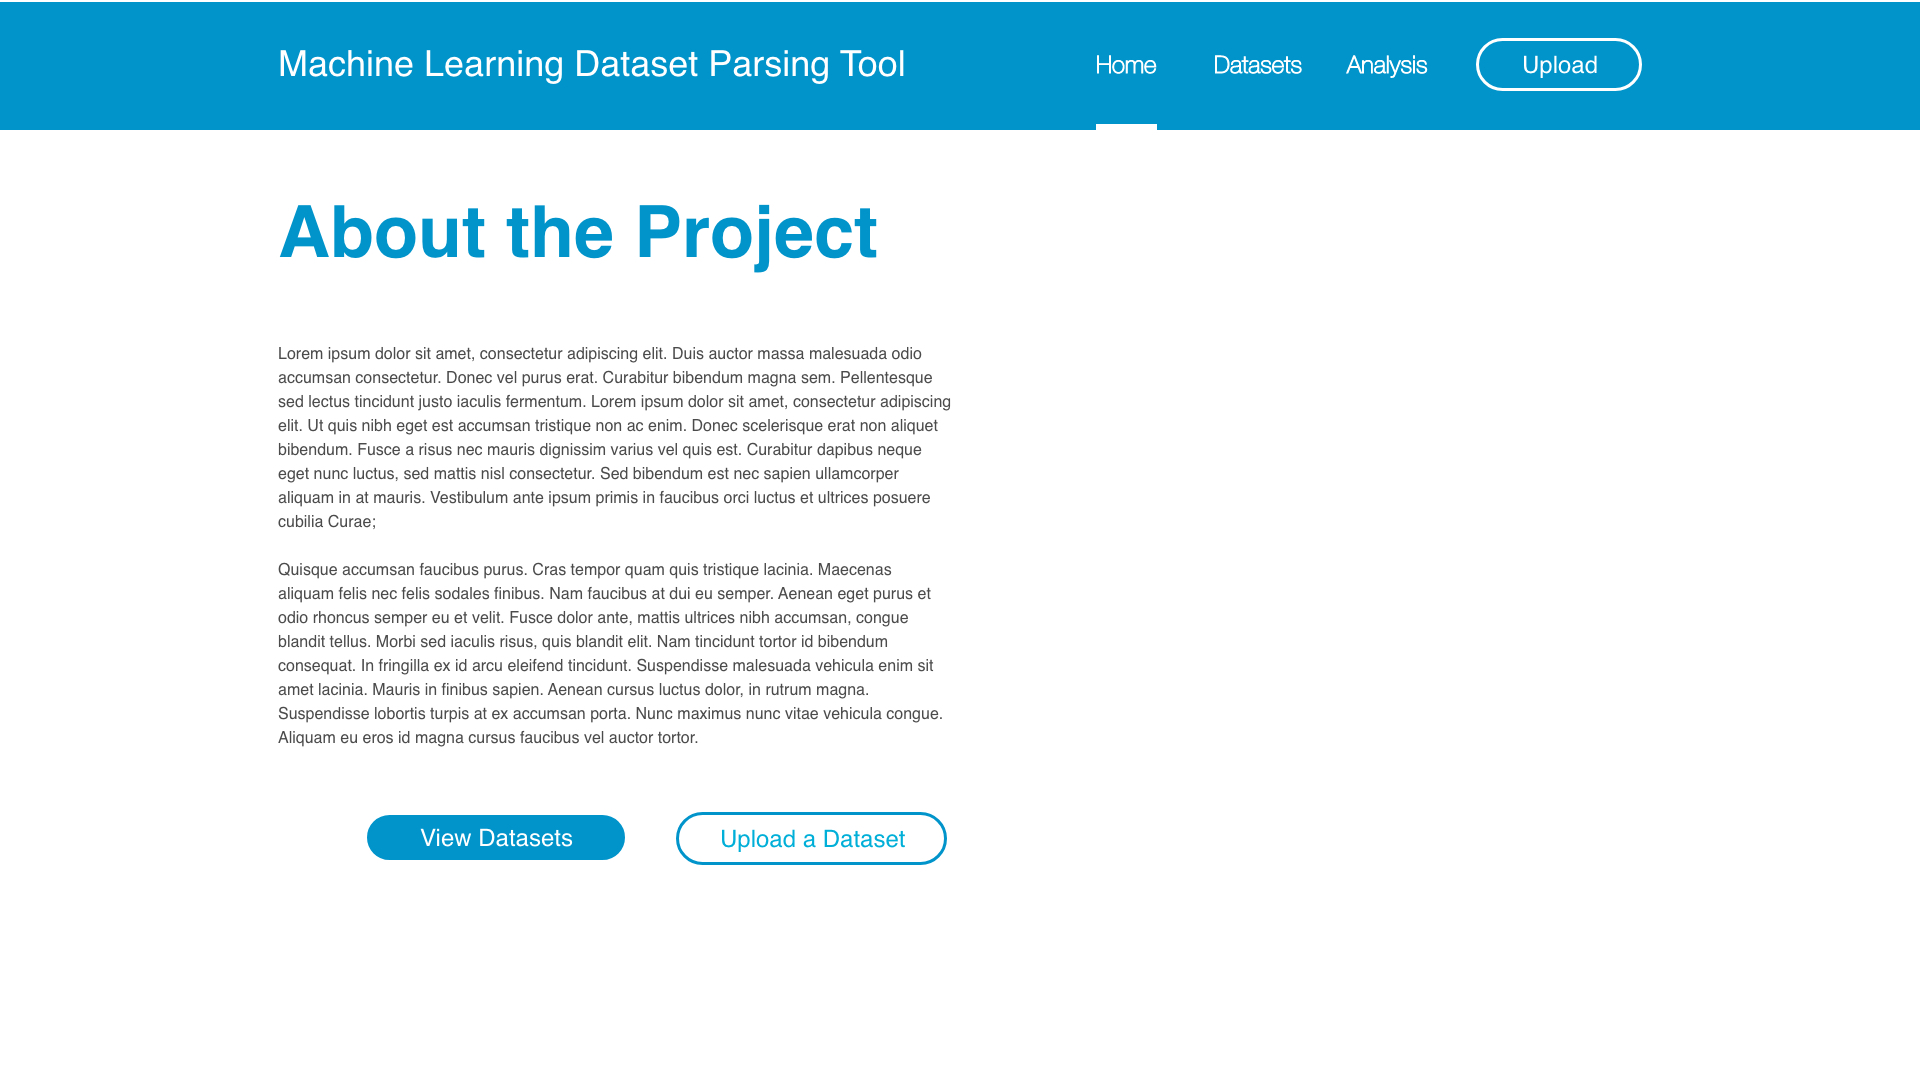 Machine Learning Dataset Parsing Tool
Home
Datasets
Analysis
Upload
About the Project
Lorem ipsum dolor sit amet, consectetur adipiscing elit. Duis auctor massa malesuada odio
accumsan consectetur. Donec vel purus erat. Curabitur bibendum magna sem. Pellentesque
sed lectus tincidunt justo iaculis fermentum. Lorem ipsum dolor sit amet, consectetur adipiscing
elit. Ut quis nibh eget est accumsan tristique non ac enim. Donec scelerisque erat non aliquet
bibendum. Fusce a risus nec mauris dignissim varius vel quis est. Curabitur dapibus neque
eget nunc luctus, sed mattis nisl consectetur. Sed bibendum est nec sapien ullamcorper
aliquam in at mauris. Vestibulum ante ipsum primis in faucibus orci luctus et ultrices posuere
cubilia Curae;
Quisque accumsan faucibus purus. Cras tempor quam quis tristique lacinia. Maecenas
aliquam felis nec felis sodales finibus. Nam faucibus at dui eu semper. Aenean eget purus et
odio rhoncus semper eu et velit. Fusce dolor ante, mattis ultrices nibh accumsan, congue
blandit tellus. Morbi sed iaculis risus, quis blandit elit. Nam tincidunt tortor id bibendum
consequat. In fringilla ex id arcu eleifend tincidunt. Suspendisse malesuada vehicula enim sit
amet lacinia. Mauris in finibus sapien. Aenean cursus luctus dolor, in rutrum magna.
Suspendisse lobortis turpis at ex accumsan porta. Nunc maximus nunc vitae vehicula congue.
Aliquam eu eros id magna cursus faucibus vel auctor tortor.
View Datasets
Upload a Dataset